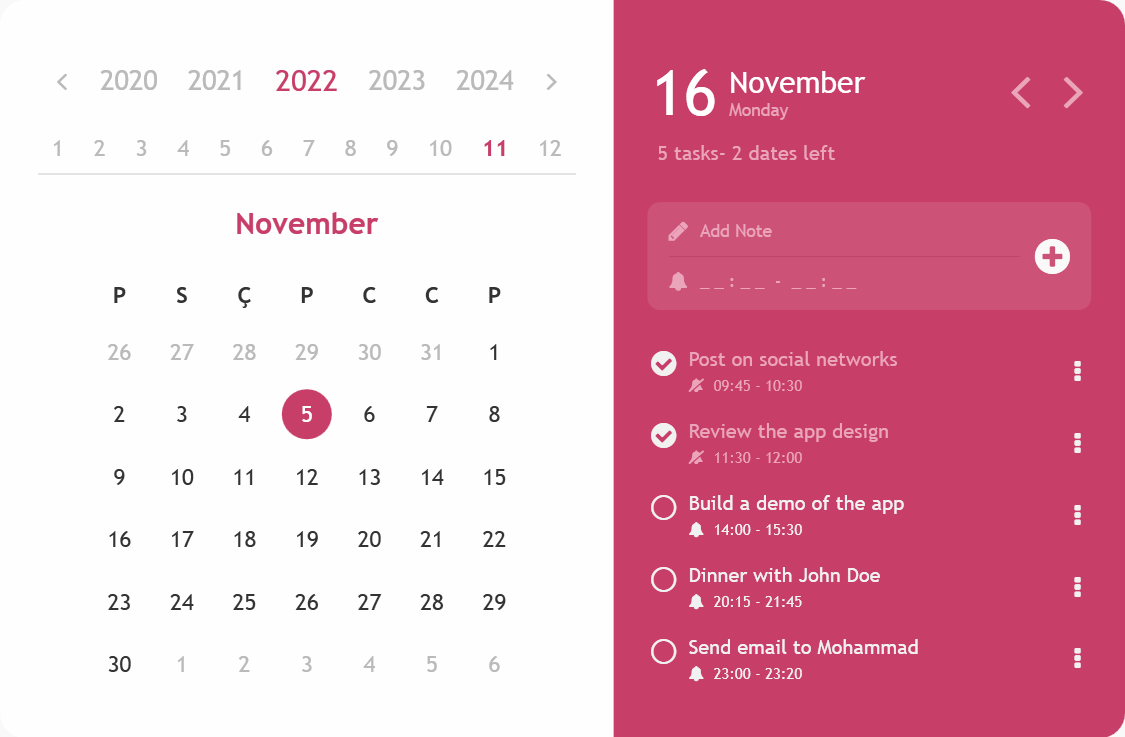 2020 2021 2022 2023 2024
1 2 3 4 5 6 7 8 9 10 11 12
November
P S Ç P C C P
26 27 28 29 30 31 1
2 3 4 5 6 7 8
9 10 11 12 13 14 15
16 17 18 19 20 21 22
23 24 25 26 27 28 29
30 1 2 3 4 5 6
16 November
Monday
5 tasks- 2 dates left
Add Note
__:__ - __:__
Post on social networks
09:45 - 10:30
Review the app design
11:30 - 12:00
Build a demo of the app
14:00 - 15:30
Dinner with John Doe
20:15 - 21:45
Send email to Mohammad
23:00 - 23:20